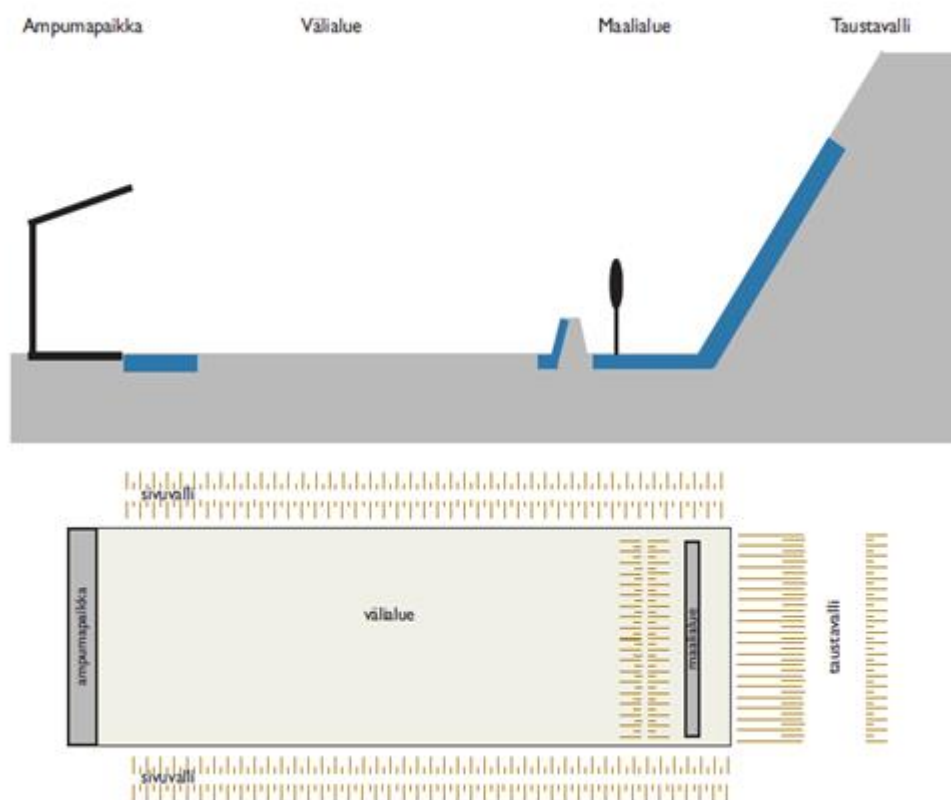 Ampumapaikka Välialue Maalialue Taustavalli
sivuvalli
ampumapaikka
välialue
maalialue
taustavalli
sivuvalli